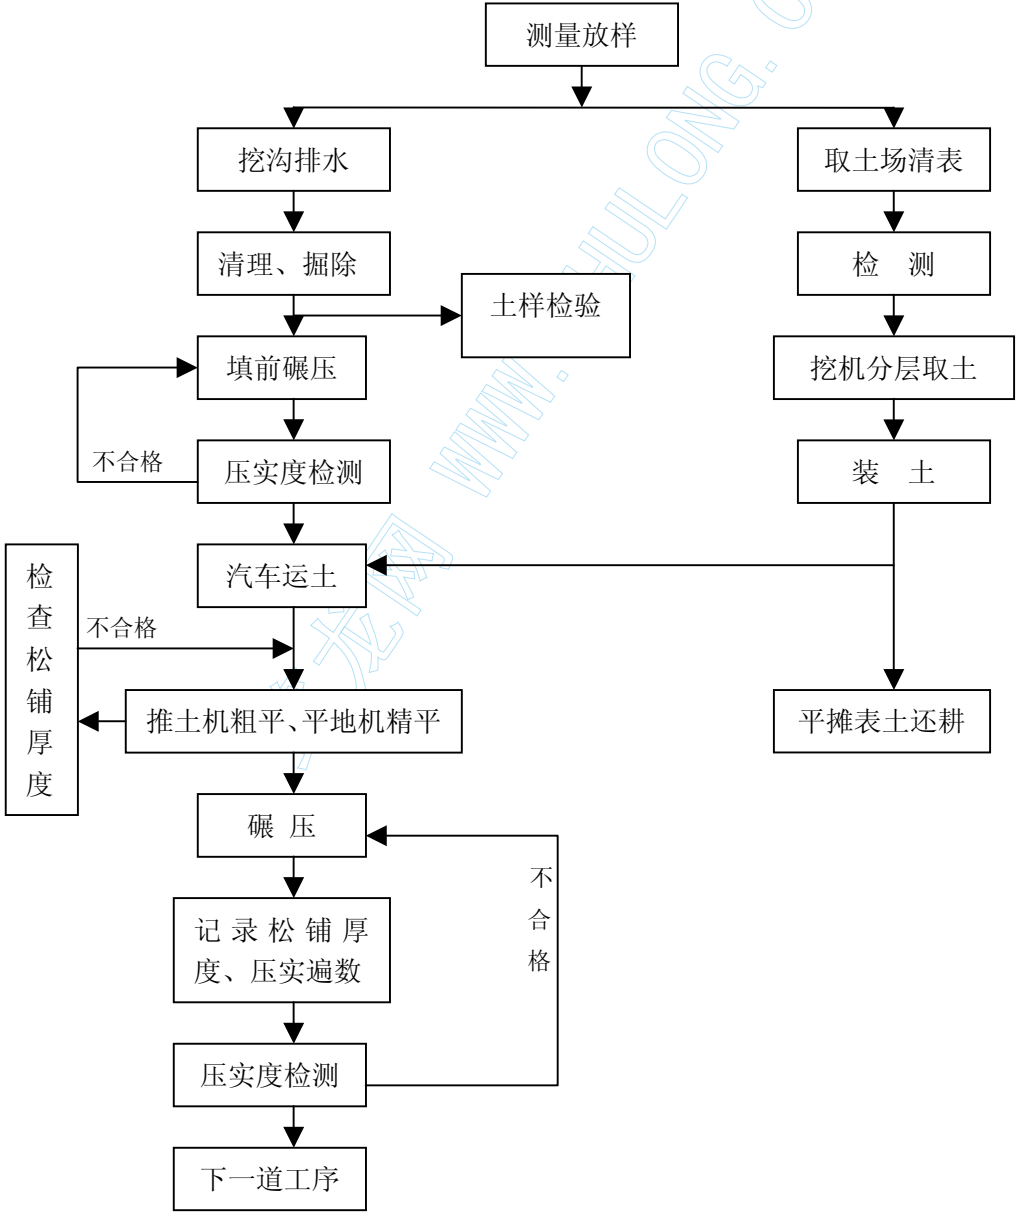 测量放样
挖沟排水
取土场清表
清理、掘除
检 测
土样检验
填前碾压
挖机分层取土
不合格
压实度检测
装 土
汽车运土
检查松铺厚度
不合格
推土机粗平、平地机精平
平摊表土还耕
碾 压
不合格
记录松铺厚
度、压实遍数
压实度检测
下一道工序
龙网 WWW.
HULONG.